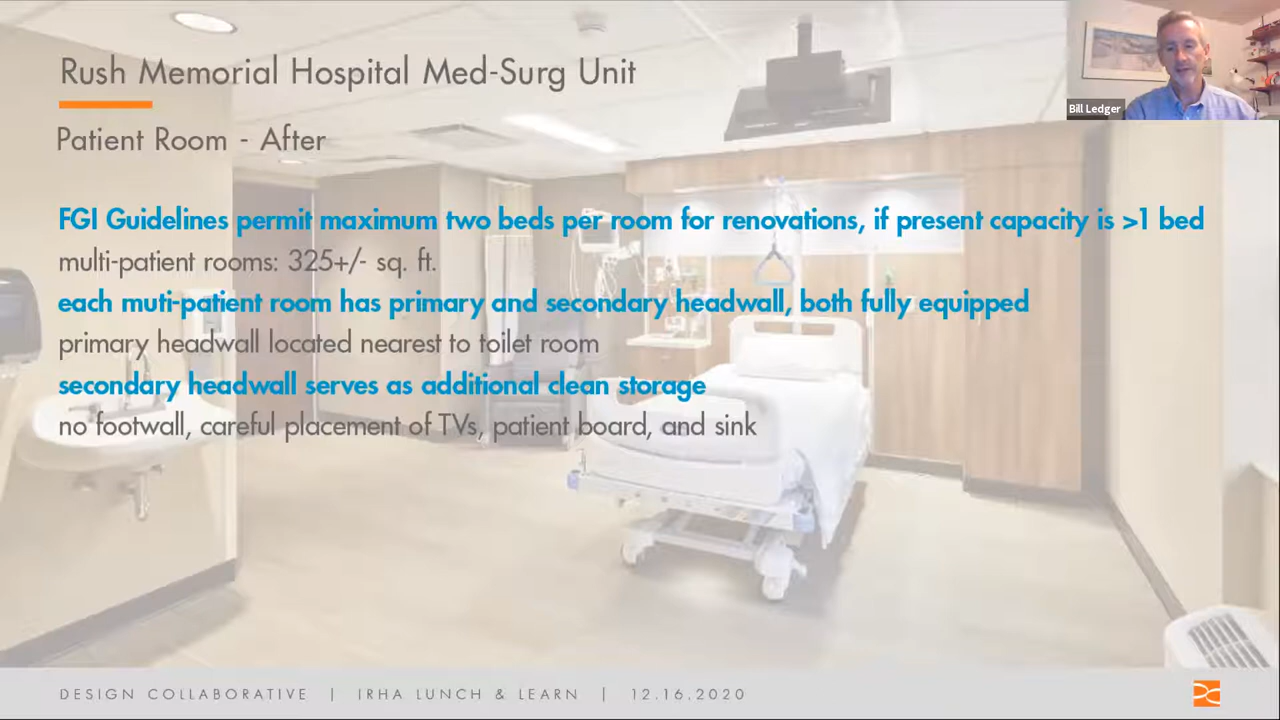 Rush Memorial Hospital Med-Surg Unit
Bill Ledger
Patient Room - After
FGI Guidelines permit maximum two beds per room for renovations, if present capacity is >1 bed
multi-patient rooms: 325+/- sq. ft.
each muti-patient room has primary and secondary headwall, both fully equipped
primary headwall located nearest to toilet room
secondary headwall serves as additional clean storage
no footwall, careful placement of TVs, patient board, and sink
DESIGN COLLABORATIVE | IRHA LUNCH & LEARN | 12.16.2020